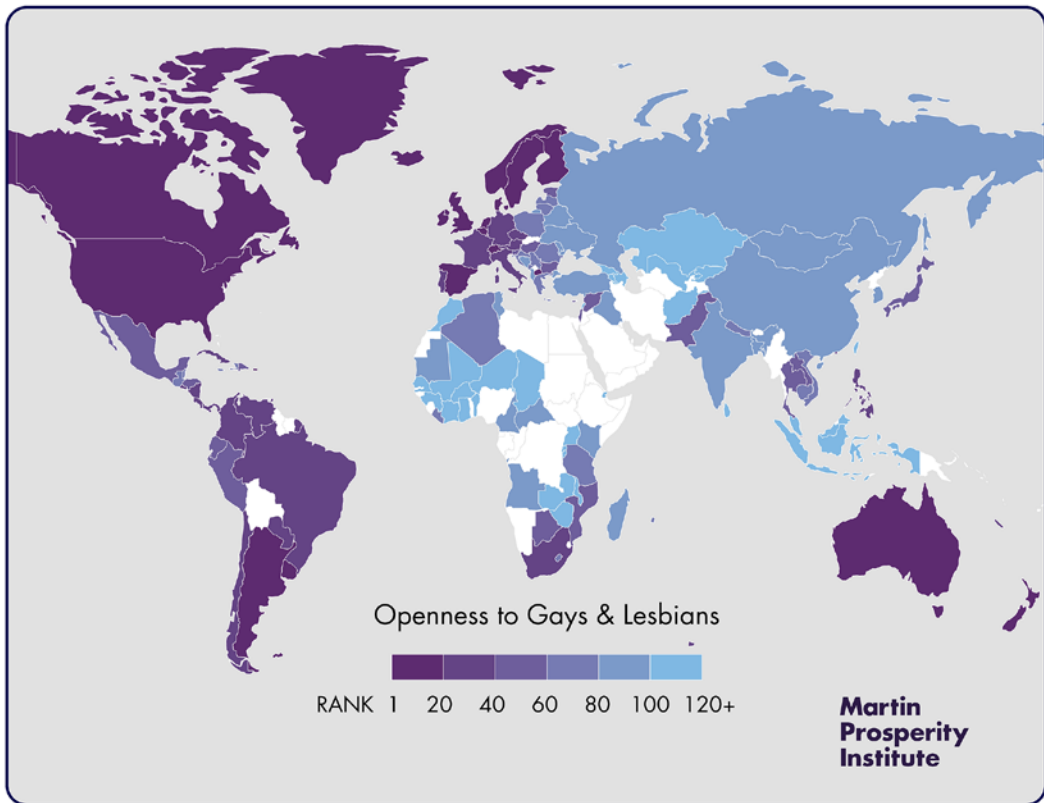 Openness to Gays & Lesbians
RANK 1 20 40 60 80 100 120+
Martin
Prosperity
Institute